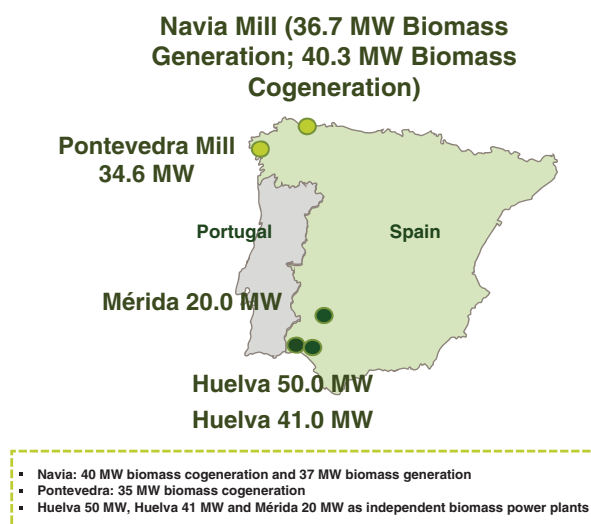 Navia Mill (36.7 MW Biomass
Generation; 40.3 MW Biomass
Cogeneration)
Pontevedra Mill
34.6 MW
Portugal
Spain
Mérida 20.0 MW
Huelva 50.0 MW
Huelva 41.0 MW
▪ Navia: 40 MW biomass cogeneration and 37 MW biomass generation
▪ Pontevedra: 35 MW biomass cogeneration
▪ Huelva 50 MW, Huelva 41 MW and Mérida 20 MW as independent biomass power plants